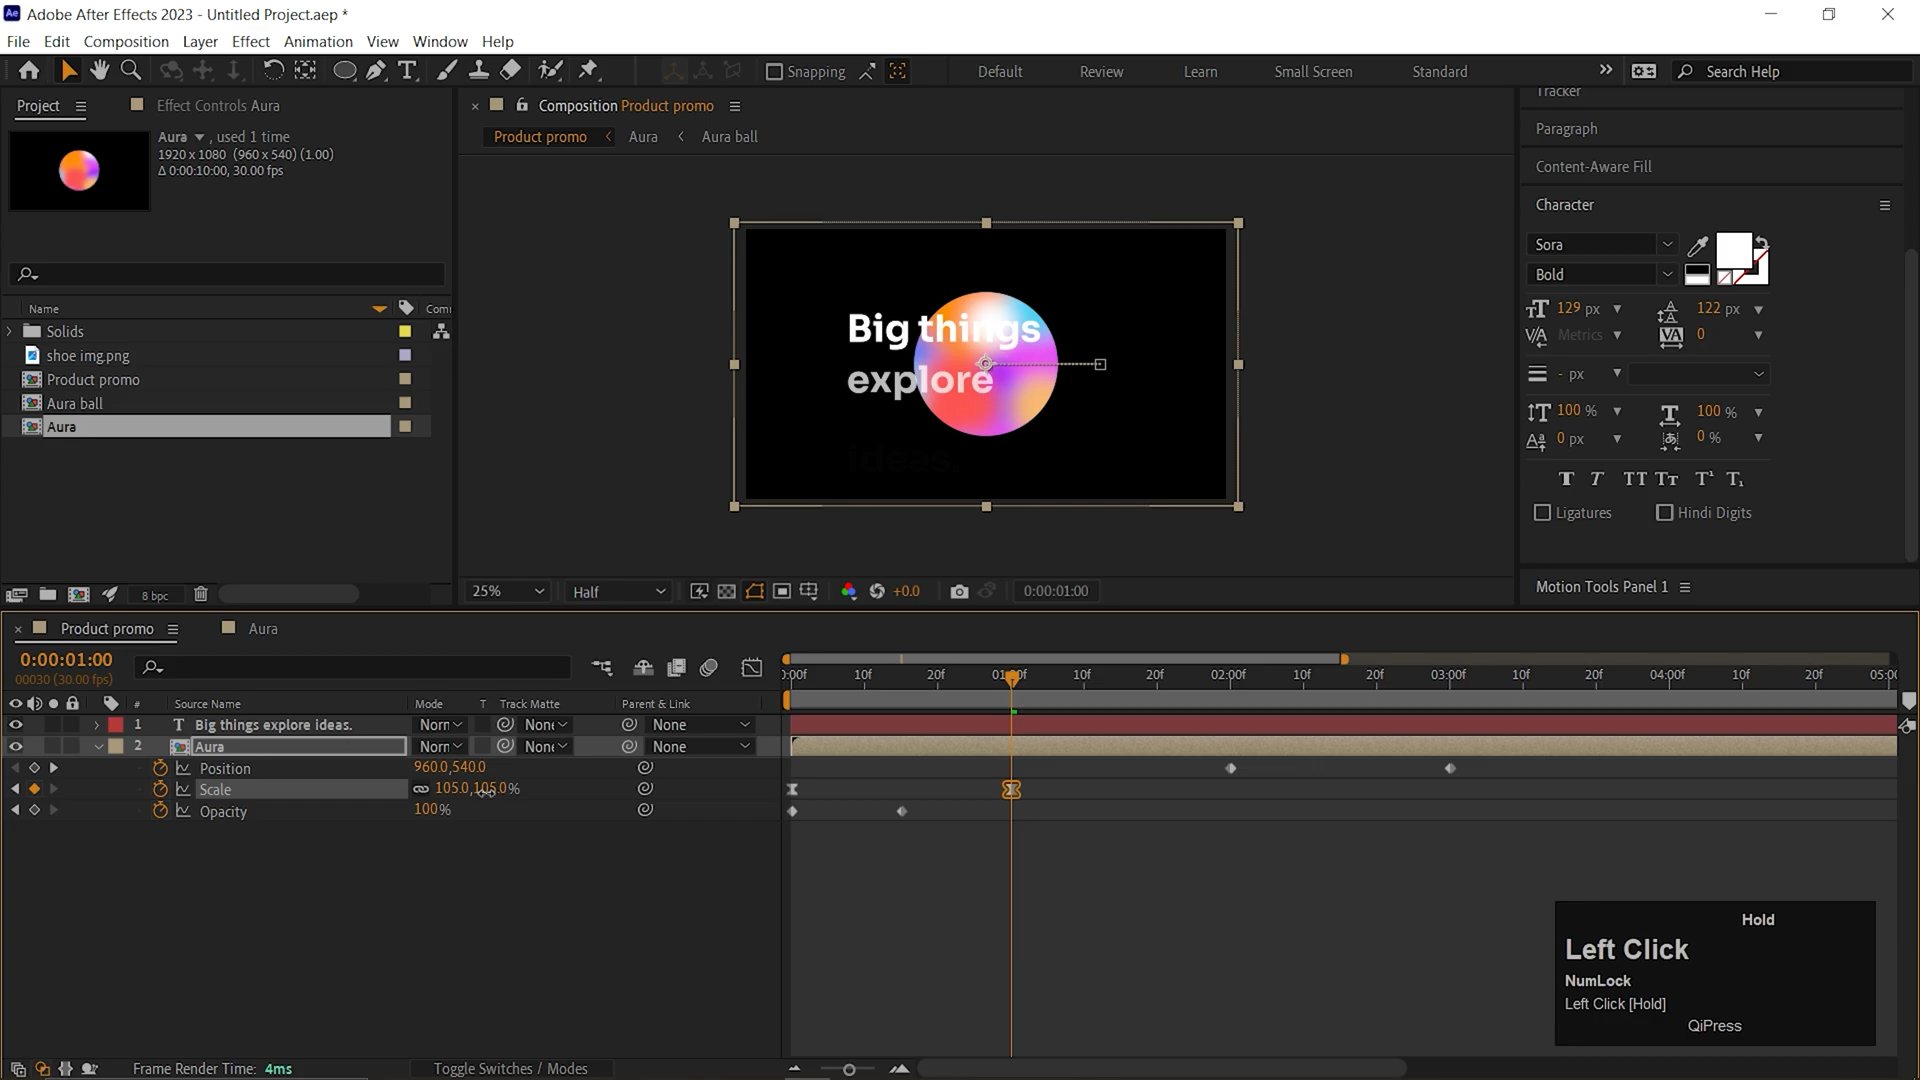 Adobe After Effects 2023 - Untitled Project.aep *
File Edit Composition Layer Effect Animation View Window Help
Snapping Default Review Learn Small Screen Standard Search Help
Project Effect Controls Aura
Aura , used 1 time
1920 x 1080 (960 x 540) (1.00)
Δ 0:00:10:00, 30.00 fps
Name
Solids
shoe img.png
Product promo
Aura ball
Aura
8 bpc
Composition Product promo
Product promo Aura Aura ball
Big things
explore
ideas.
25% Half +0.0 0:00:01:00
Tracker
Paragraph
Content-Aware Fill
Character
Sora
Bold
129 px 122 px
Metrics 0
- px
100 % 100 %
0 px 0 %
Ligatures Hindi Digits
Motion Tools Panel 1
Product promo Aura
0:00:01:00
00030 (30.00 fps)
# Source Name Mode T Track Matte Parent & Link
1 T Big things explore ideas. Norn None None
2 Aura Norn None None
Position 960.0,540.0
Scale 105.0,105.0%
Opacity 100%
10f 20f 10f 20f 02:00f 10f 20f 03:00f 10f 20f 04:00f 10f 20f
Hold
Left Click
NumLock
Left Click [Hold]
QiPress
Frame Render Time: 4ms Toggle Switches / Modes